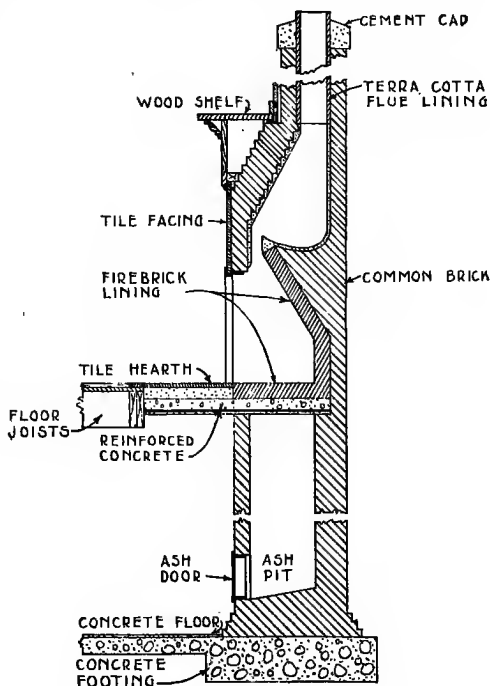 CEMENT CAD
TERRA COTTA
FLUE LINING
WOOD SHELF
TILE FACING
FIREBRICK
LINING
COMMON BRICK
TILE HEARTH
FLOOR
JOISTS
REINFORCED
CONCRETE
ASH
DOOR
ASH
PIT
CONCRETE FLOOR
CONCRETE
FOOTING